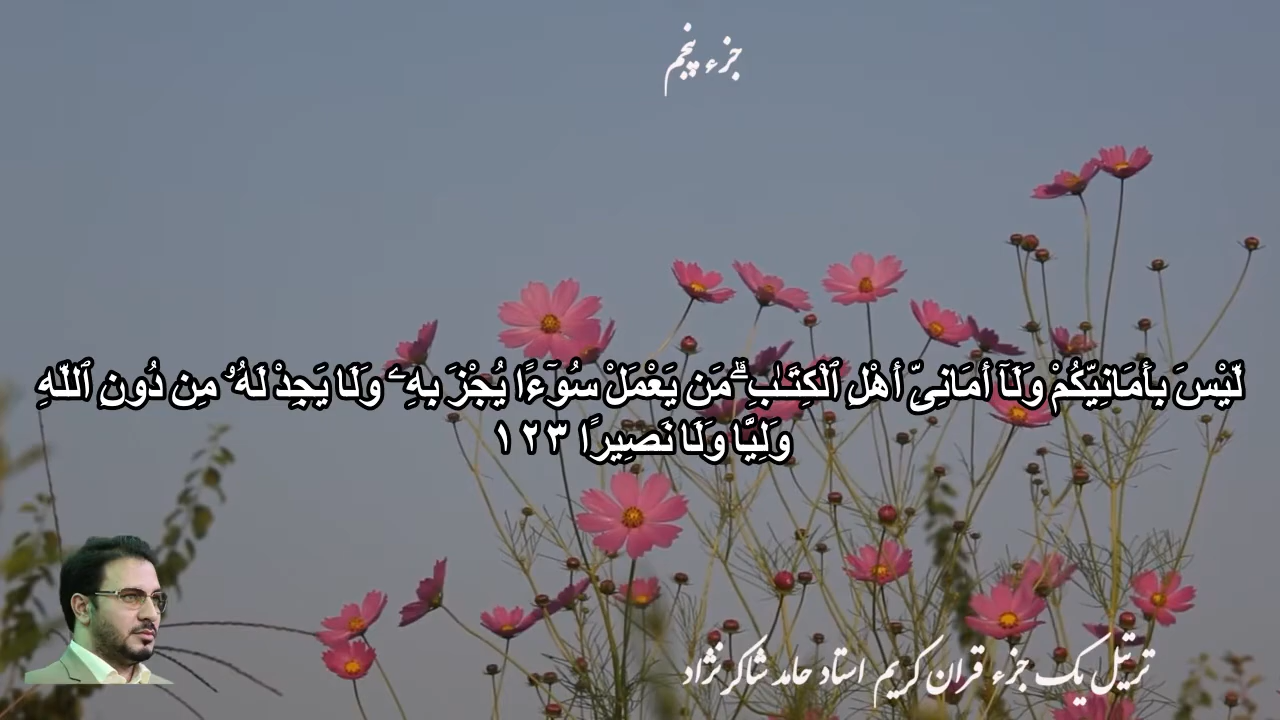 جزء پنجم
لَّيْسَ بِأَمَانِيِّكُمْ وَلَآ أَمَانِىِّ أَهْلِ ٱلْكِتَـٰبِ ۗ مَن يَعْمَلْ سُوٓءًا يُجْزَ بِهِۦ وَلَا يَجِدْ لَهُۥ مِن دُونِ ٱللَّهِ
وَلِيًّا وَلَا نَصِيرًا ١٢٣
ترتیل یک جزء قران کریم استاد حامد شاکرنژاد